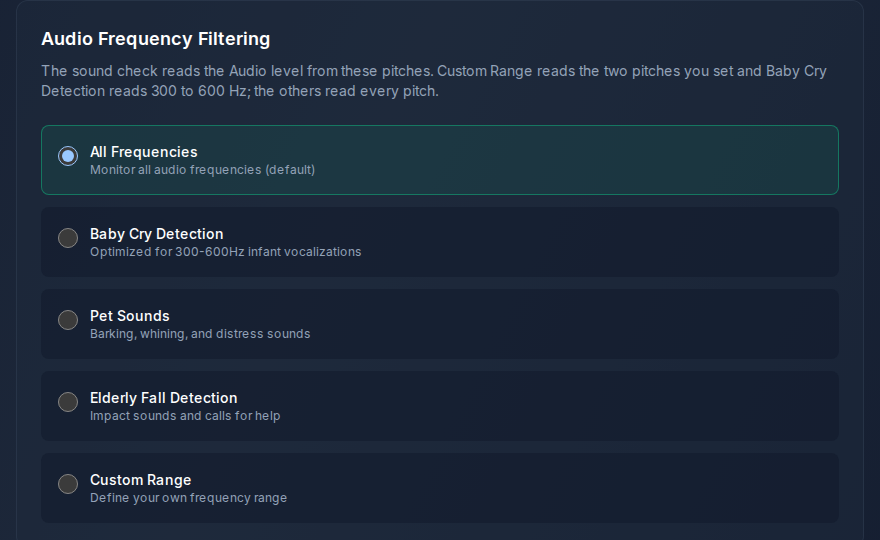 Audio Frequency Filtering
The sound check reads the Audio level from these pitches. Custom Range reads the two pitches you set and Baby Cry
Detection reads 300 to 600 Hz; the others read every pitch.
All Frequencies
Monitor all audio frequencies (default)
Baby Cry Detection
Optimized for 300-600Hz infant vocalizations
Pet Sounds
Barking, whining, and distress sounds
Elderly Fall Detection
Impact sounds and calls for help
Custom Range
Define your own frequency range